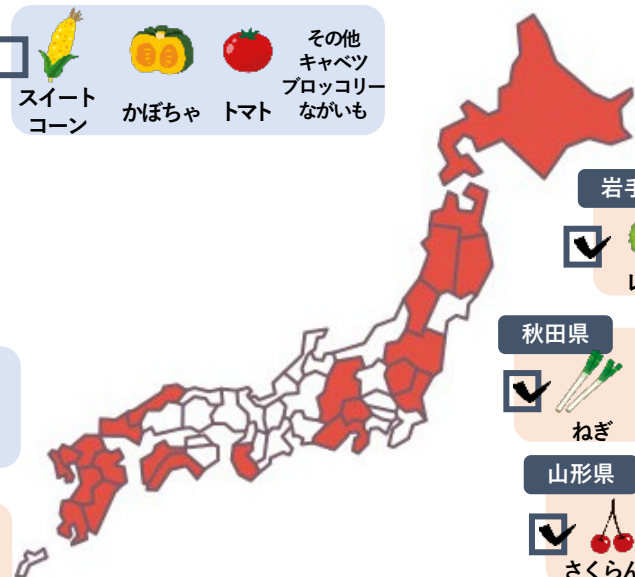 スイート
コーン
かぼちゃ
トマト
その他
キャベツ
ブロッコリー
ながいも
岩手
秋田県
ねぎ
山形県
さくらん